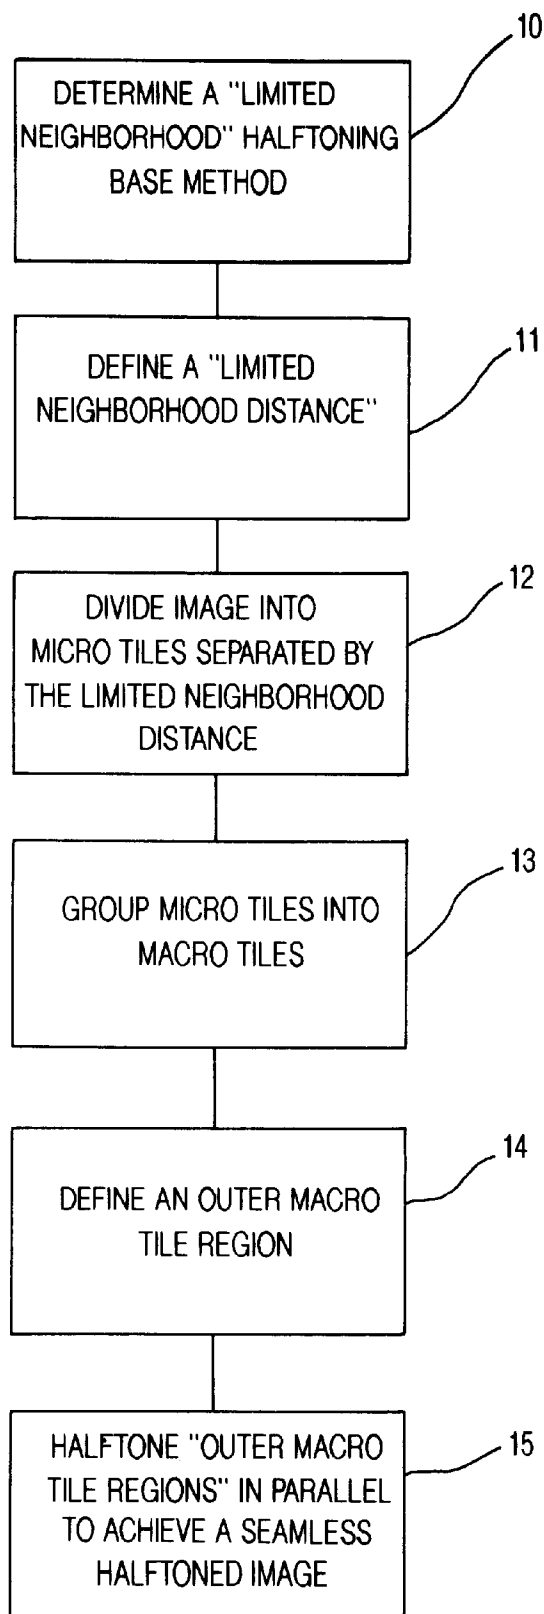 10
DETERMINE A "LIMITED
NEIGHBORHOOD" HALFTONING
BASE METHOD
11
DEFINE A "LIMITED
NEIGHBORHOOD DISTANCE"
12
DIVIDE IMAGE INTO
MICRO TILES SEPARATED BY
THE LIMITED NEIGHBORHOOD
DISTANCE
13
GROUP MICRO TILES INTO
MACRO TILES
14
DEFINE AN OUTER MACRO
TILE REGION
15
HALFTONE "OUTER MACRO
TILE REGIONS" IN PARALLEL
TO ACHIEVE A SEAMLESS
HALFTONED IMAGE